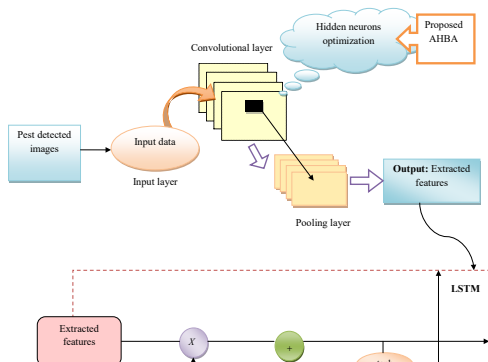 Hidden neurons
optimization
Proposed
AHBA
Convolutional layer
Pest detected
images
Input data
Input layer
Output: Extracted
features
Pooling layer
LSTM
Extracted
features
X
+